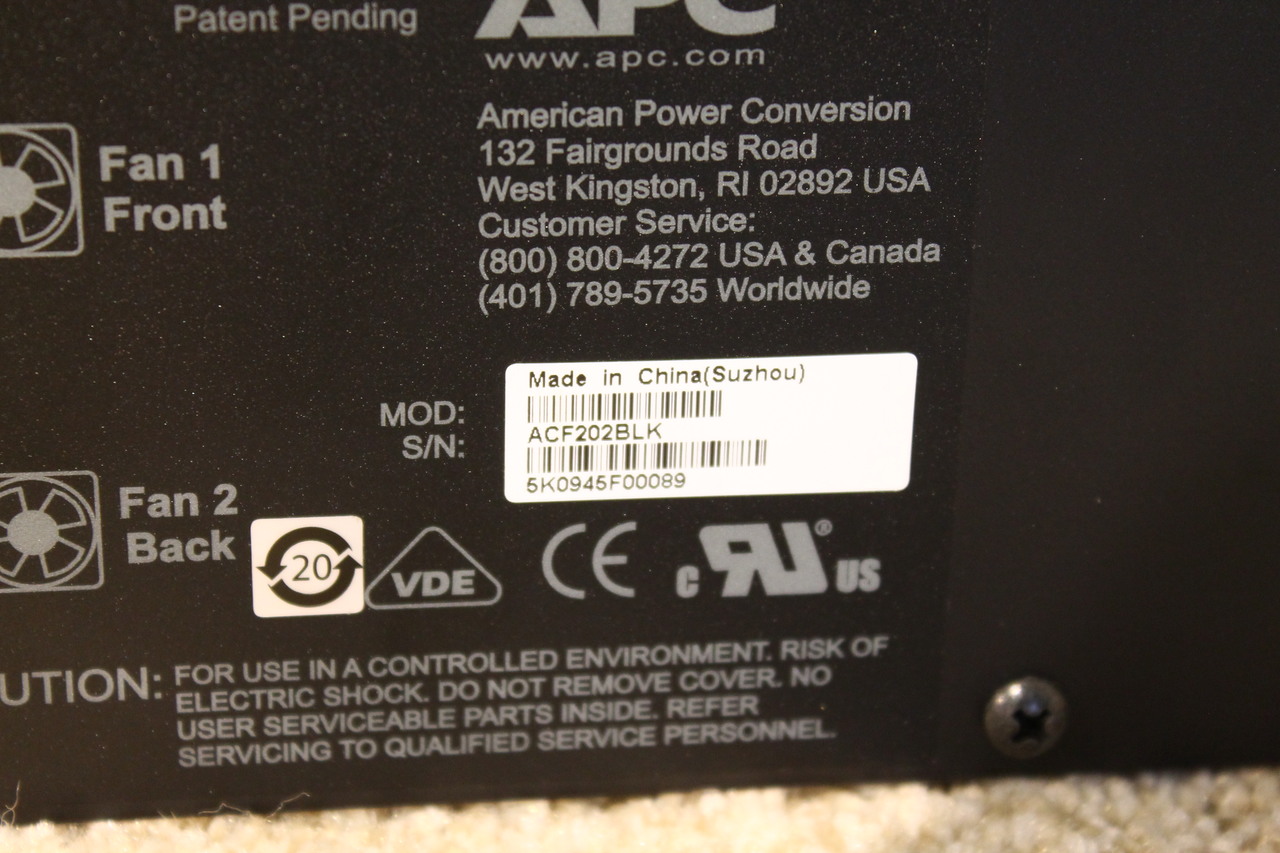 Patent Pending
APC
www.apc.com
American Power Conversion
132 Fairgrounds Road
West Kingston, RI 02892 USA
Customer Service:
(800) 800-4272 USA & Canada
(401) 789-5735 Worldwide
Fan 1
Front
Made in China(Suzhou)
MOD:
ACF202BLK
S/N:
5K0945F00089
Fan 2
Back
20
VDE
CE
c RU® US
UTION: FOR USE IN A CONTROLLED ENVIRONMENT. RISK OF
ELECTRIC SHOCK. DO NOT REMOVE COVER. NO
USER SERVICEABLE PARTS INSIDE. REFER
SERVICING TO QUALIFIED SERVICE PERSONNEL.